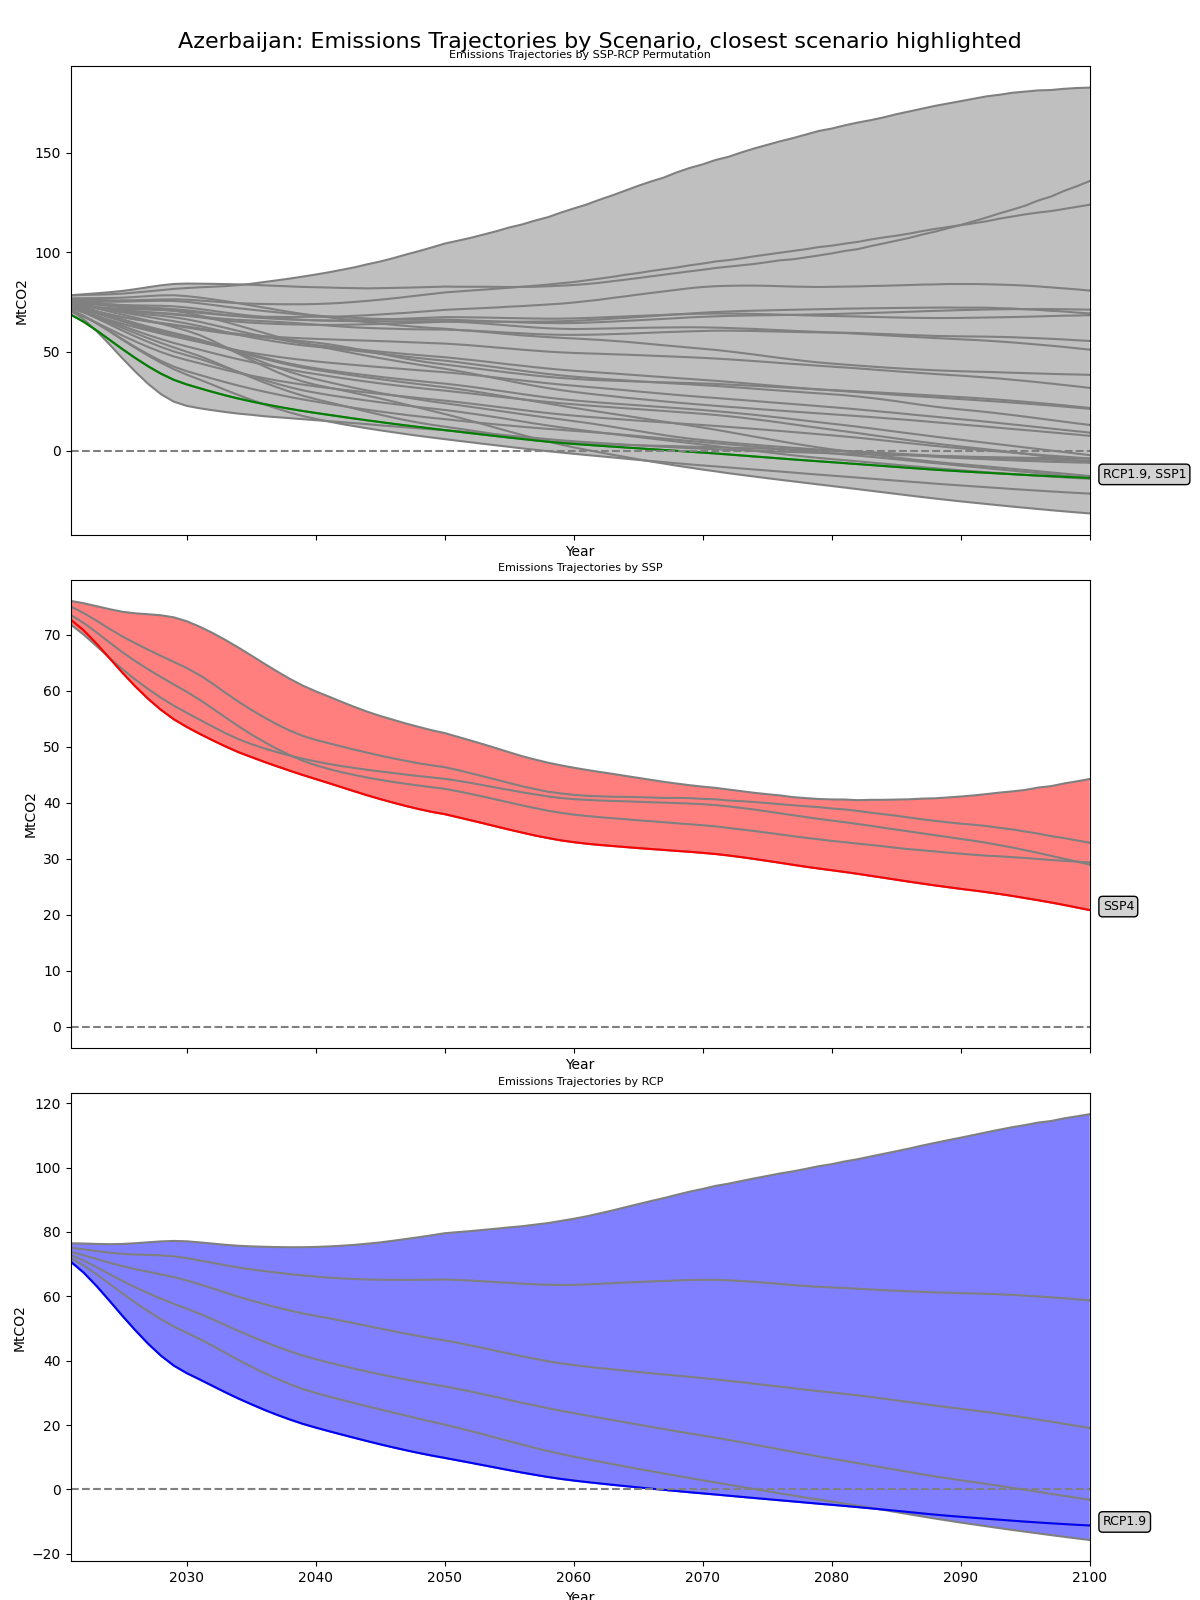 Azerbaijan: Emissions Trajectories by Scenario, closest scenario highlighted
Emissions Trajectories by SSP-RCP Permutation
150
100
50
0
MtCO2
RCP1.9, SSP1
Year
Emissions Trajectories by SSP
70
60
50
40
30
20
10
0
MtCO2
SSP4
Year
Emissions Trajectories by RCP
120
100
80
60
40
20
0
−20
MtCO2
RCP1.9
2030 2040 2050 2060 2070 2080 2090 2100
Year